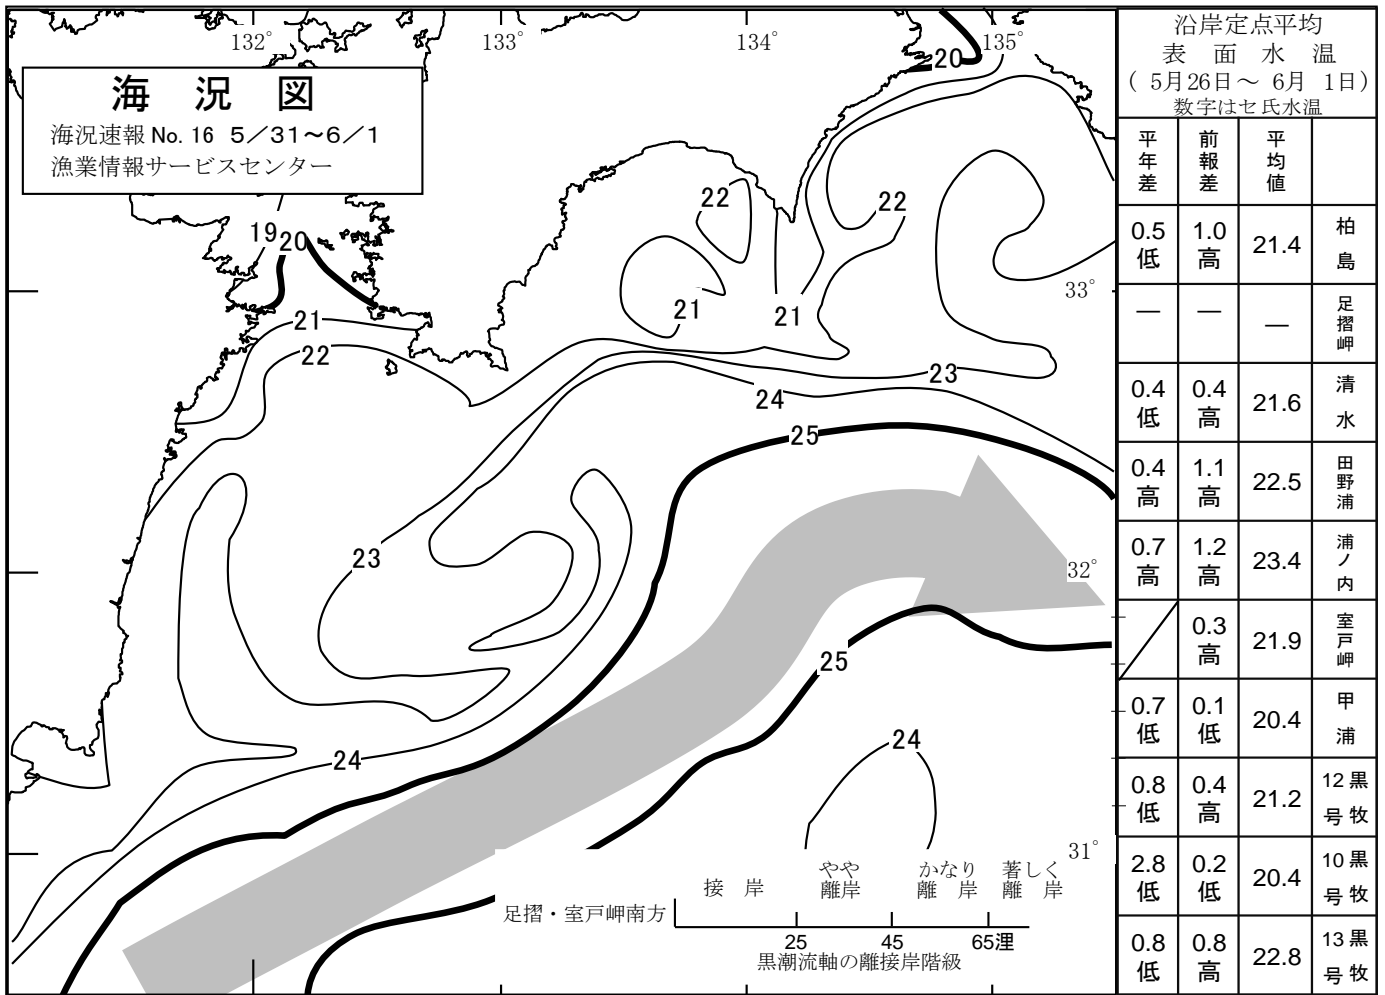 132°
133°
134°
135°
海 況 図
海況速報 No. 16 5／31～6／1
漁業情報サービスセンター
20
22
22
19
20
21
21
33°
21
22
23
24
25
23
32°
25
24
24
31°
接 岸
やや
離岸
かなり
離 岸
著しく
離 岸
足摺・室戸岬南方
25
45
65浬
黒潮流軸の離接岸階級
沿岸定点平均
表 面 水 温
( 5月26日～ 6月 1日)
数字はセ氏水温
平年差 前報差 平均値
0.5低 1.0高 21.4 柏島
― ― ― 足摺岬
0.4低 0.4高 21.6 清水
0.4高 1.1高 22.5 田野浦
0.7高 1.2高 23.4 浦ノ内
0.3高 21.9 室戸岬
0.7低 0.1低 20.4 甲浦
0.8低 0.4高 21.2 黒牧12号
2.8低 0.2低 20.4 黒牧10号
0.8低 0.8高 22.8 黒牧13号